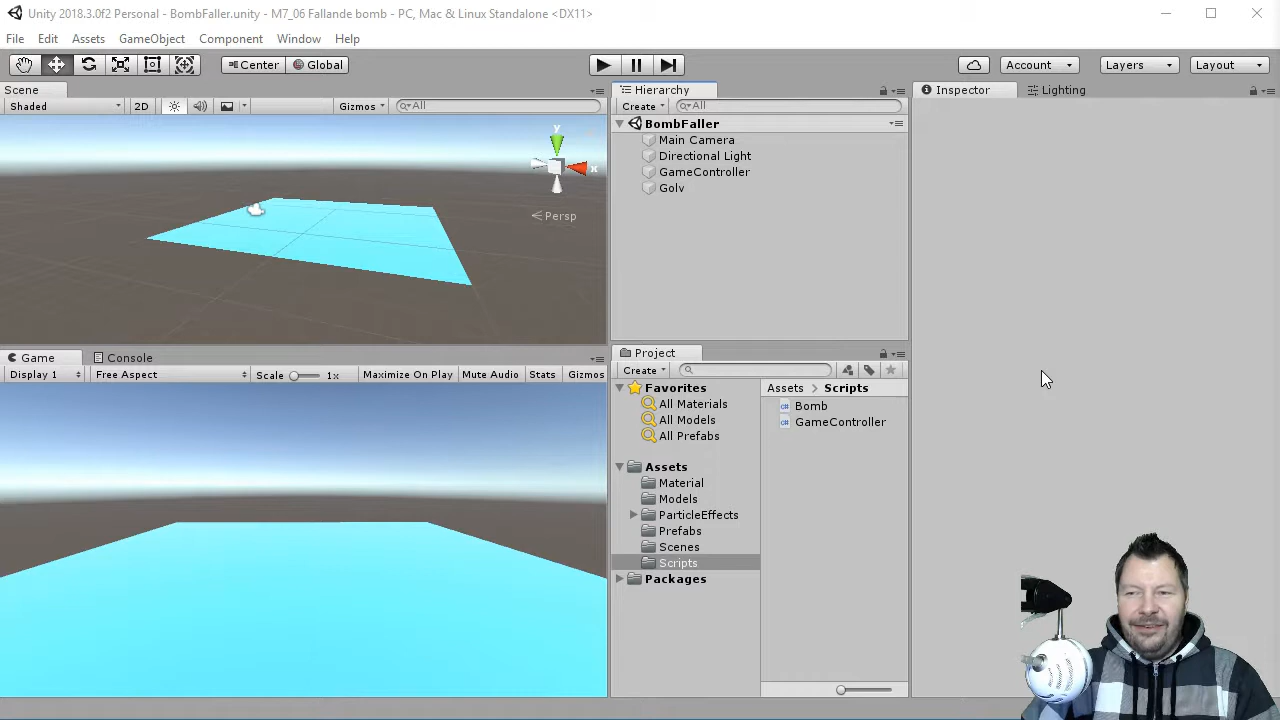 Unity 2018.3.0f2 Personal - BombFaller.unity - M7_06 Fallande bomb - PC, Mac & Linux Standalone <DX11>
File Edit Assets GameObject Component Window Help
Center Global Account Layers Layout
Scene
Shaded 2D Gizmos All
y
x
Persp
Hierarchy
Create All
BombFaller
Main Camera
Directional Light
GameController
Golv
Inspector Lighting
Game Console
Display 1 Free Aspect Scale 1x Maximize On Play Mute Audio Stats Gizmos
Project
Create
Favorites
All Materials
All Models
All Prefabs
Assets
Material
Models
ParticleEffects
Prefabs
Scenes
Scripts
Packages
Assets > Scripts
Bomb
GameController